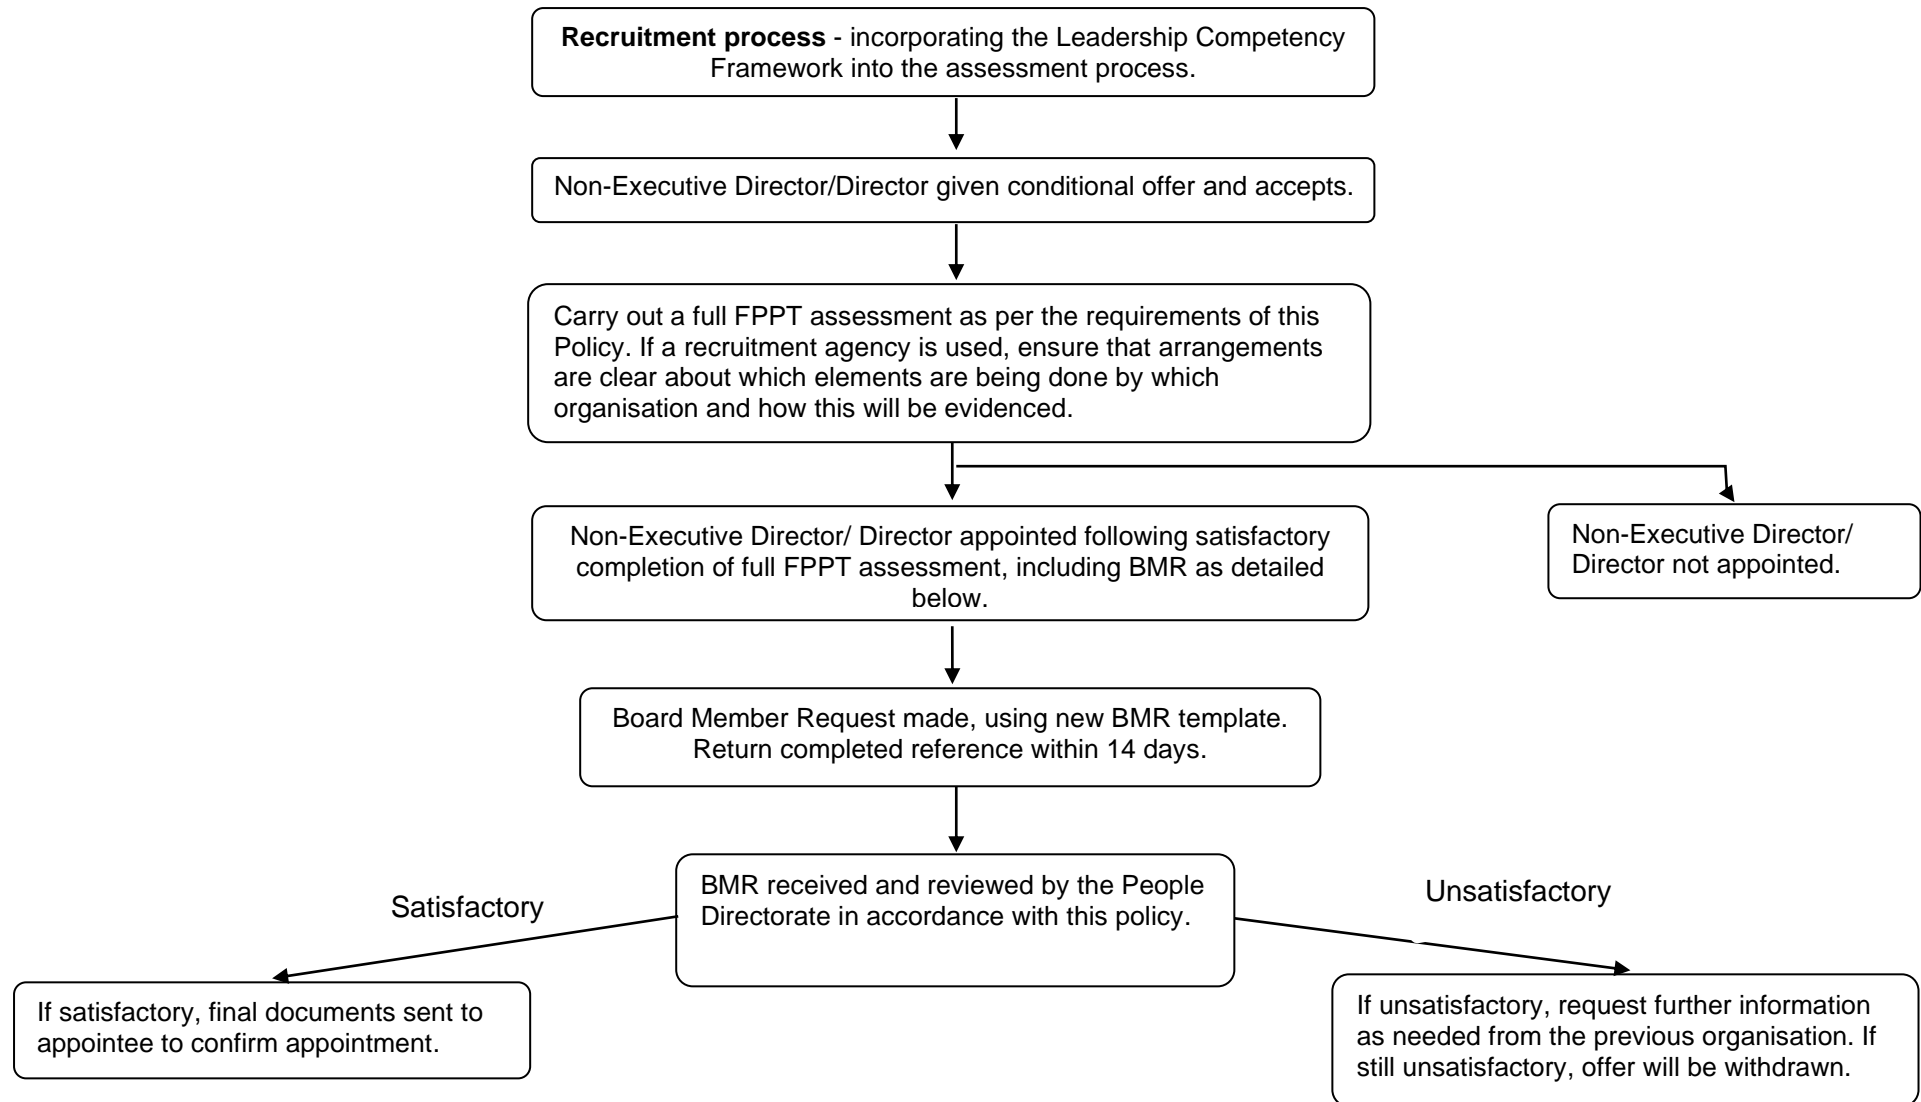 Recruitment process - incorporating the Leadership Competency
Framework into the assessment process.
Non-Executive Director/Director given conditional offer and accepts.
Carry out a full FPPT assessment as per the requirements of this
Policy. If a recruitment agency is used, ensure that arrangements
are clear about which elements are being done by which
organisation and how this will be evidenced.
Non-Executive Director/ Director appointed following satisfactory
completion of full FPPT assessment, including BMR as detailed
below.
Non-Executive Director/
Director not appointed.
Board Member Request made, using new BMR template.
Return completed reference within 14 days.
BMR received and reviewed by the People
Directorate in accordance with this policy.
Satisfactory
Unsatisfactory
If satisfactory, final documents sent to
appointee to confirm appointment.
If unsatisfactory, request further information
as needed from the previous organisation. If
still unsatisfactory, offer will be withdrawn.